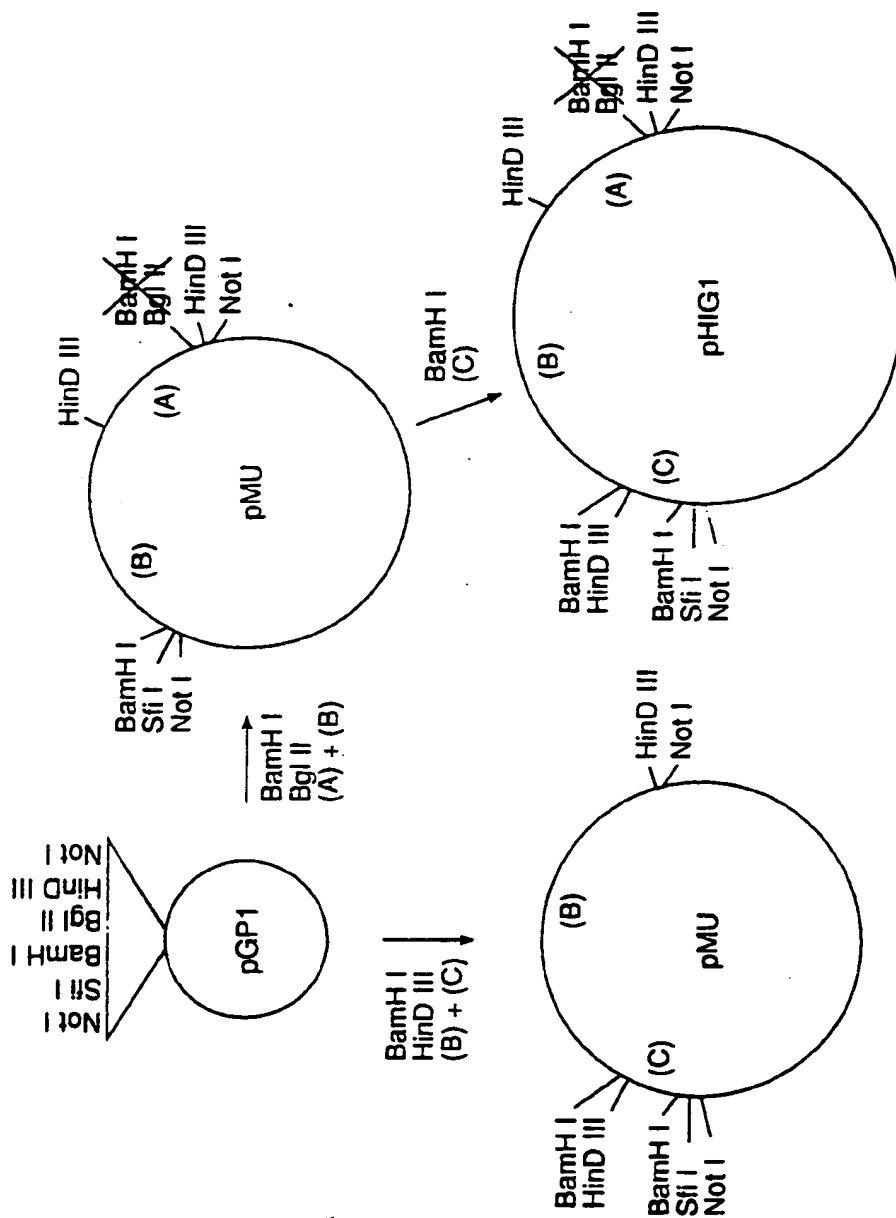 Not I
Sfi I
BamH I
Bgl II
HinD III
Not I
pGP1
BamH I
Bgl II
(A) + (B)
BamH I
Sfi I
Not I
(B)
HinD III
(A)
BamH I
Bgl II
HinD III
Not I
pMU
BamH I
HinD III
(B) + (C)
BamH I
(C)
BamH I
HinD III
(C)
BamH I
Sfi I
Not I
(B)
HinD III
Not I
pMU
BamH I
HinD III
(C)
BamH I
Sfi I
Not I
(B)
HinD III
(A)
BamH I
Bgl II
HinD III
Not I
pHIG1